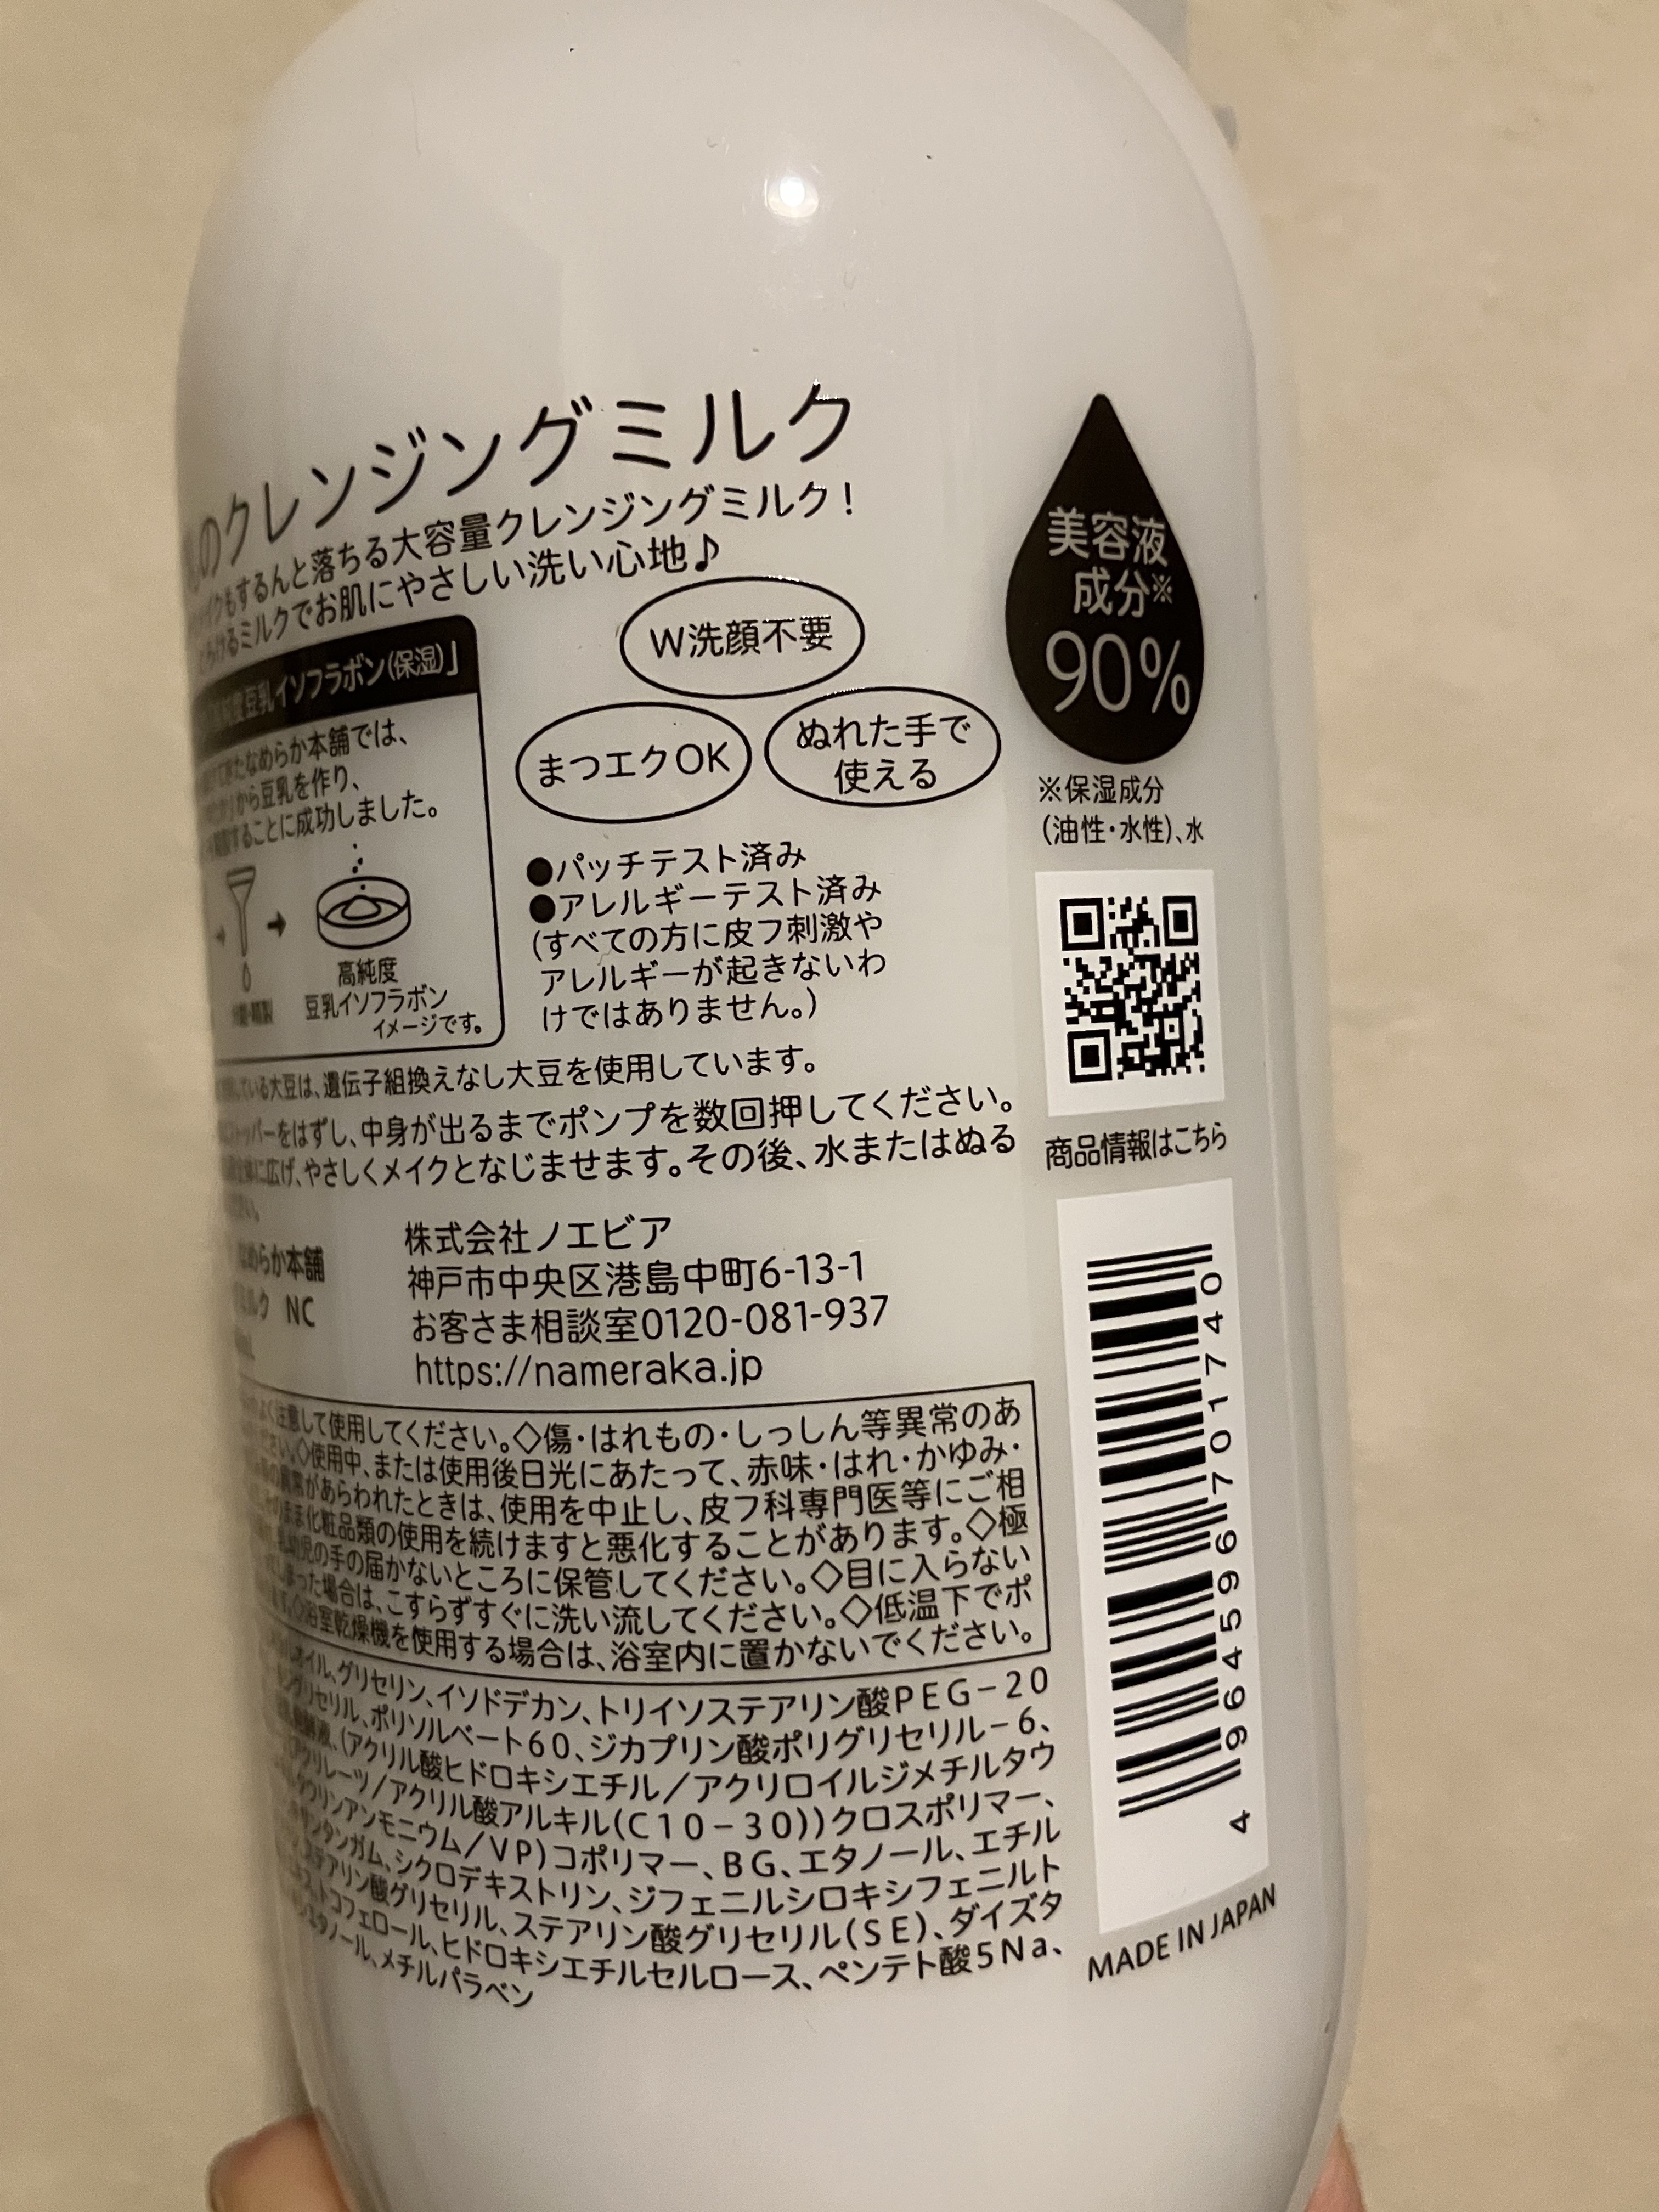 のクレンジングミルク
イクもするんと落ちる大容量クレンジングミルク！
とろけるミルクでお肌にやさしい洗い心地♪
豆乳イソフラボン(保湿)」
なめらか本舗では、
から豆乳を作り、
することに成功しました。
高純度
豆乳イソフラボン
イメージです。
W洗顔不要
まつエクOK
ぬれた手で
使える
●パッチテスト済み
●アレルギーテスト済み
(すべての方に皮フ刺激や
アレルギーが起きないわ
けではありません。)
している大豆は、遺伝子組換えなし大豆を使用しています。
ストッパーをはずし、中身が出るまでポンプを数回押してください。
に広げ、やさしくメイクとなじませます。その後、水またはぬる
なめらか本舗
ミルク NC
株式会社ノエビア
神戸市中央区港島中町6-13-1
お客さま相談室0120-081-937
https://nameraka.jp
よく注意して使用してください。◇傷・はれもの・しっしん等異常のあ
◇使用中、または使用後日光にあたって、赤味・はれ・かゆみ・
異常があらわれたときは、使用を中止し、皮フ科専門医等にご相
のまま化粧品類の使用を続けますと悪化することがあります。◇極
乳幼児の手の届かないところに保管してください。◇目に入らない
まった場合は、こすらずすぐに洗い流してください。◇低温下でポ
◇浴室乾燥機を使用する場合は、浴室内に置かないでください。
オイル、グリセリン、イソドデカン、トリイソステアリン酸PEG－20
グリセリル、ポリソルベート60、ジカプリン酸ポリグリセリル－6、
(アクリル酸ヒドロキシエチル／アクリロイルジメチルタウ
アクリレーツ／アクリル酸アルキル(C10－30))クロスポリマー、
タウリンアンモニウム／VP)コポリマー、BG、エタノール、エチル
キサンタンガム、シクロデキストリン、ジフェニルシロキシフェニルト
ステアリン酸グリセリル、ステアリン酸グリセリル(SE)、ダイズタ
トコフェロール、ヒドロキシエチルセルロース、ペンテト酸5Na、
タノール、メチルパラベン
美容液
成分※
90%
※保湿成分
(油性・水性)、水
商品情報はこちら
4 964596 701740
MADE IN JAPAN